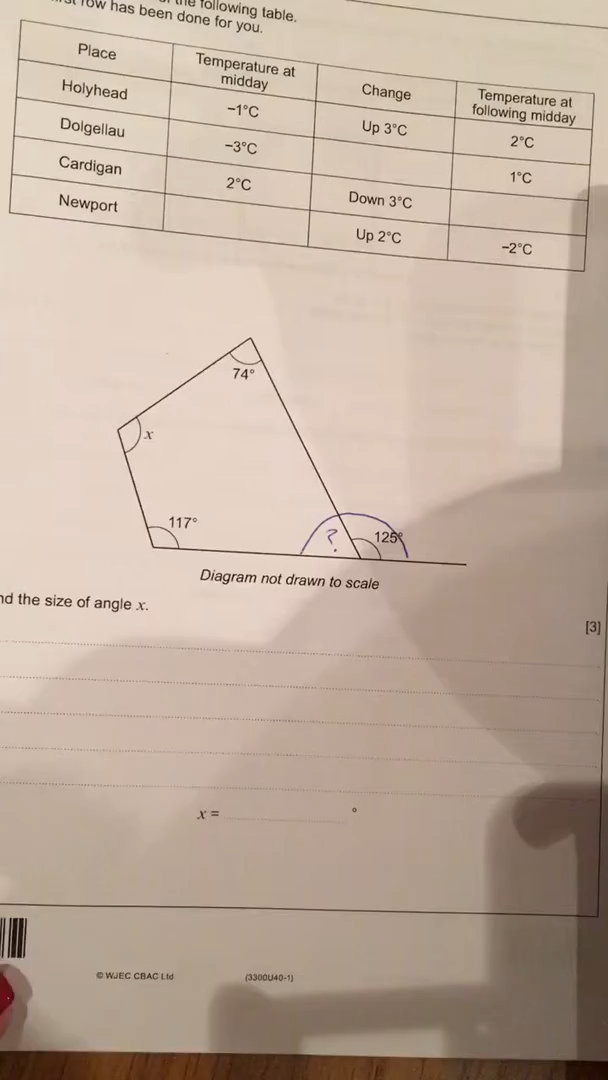 the following table.
row has been done for you.
Place Temperature at midday Change Temperature at following midday
Holyhead −1°C Up 3°C 2°C
Dolgellau −3°C 1°C
Cardigan 2°C Down 3°C
Newport Up 2°C −2°C
74°
x
117°
?
125°
Diagram not drawn to scale
the size of angle x.
[3]
x = °
© WJEC CBAC Ltd (3300U40-1)